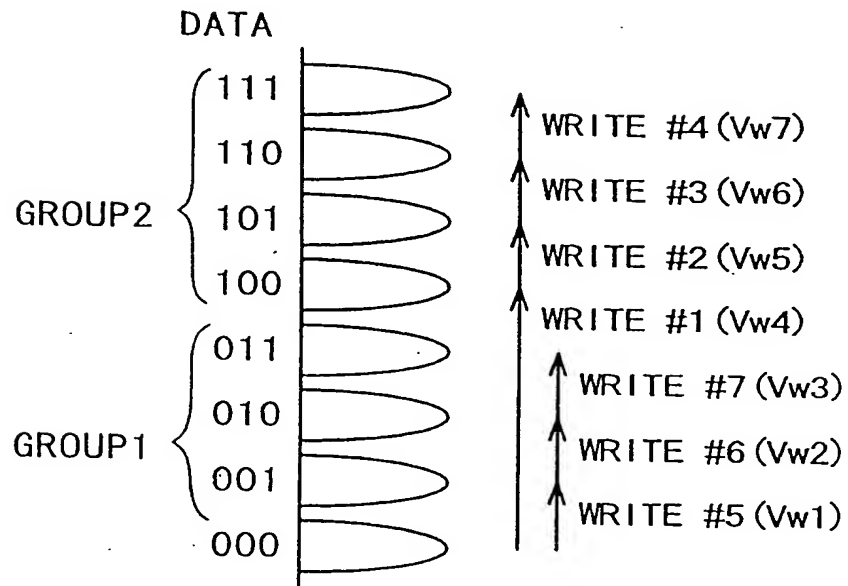 DATA
111
110
GROUP2
101
100
011
010
GROUP1
001
000
WRITE #4(Vw7)
WRITE #3(Vw6)
WRITE #2(Vw5)
WRITE #1(Vw4)
WRITE #7(Vw3)
WRITE #6(Vw2)
WRITE #5(Vw1)